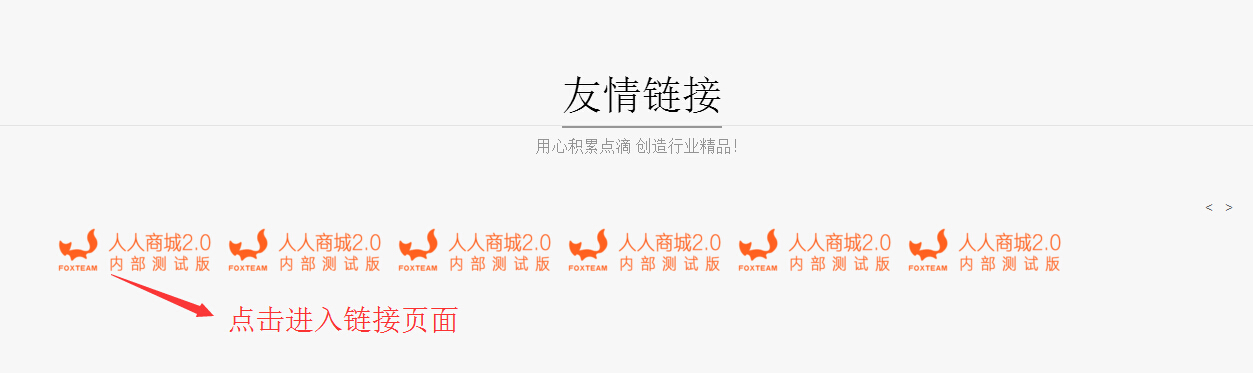 友情链接
用心积累点滴 创造行业精品!
< >
人人商城2.0 人人商城2.0 人人商城2.0 人人商城2.0 人人商城2.0 人人商城2.0
FOXTEAM 内部测试版 FOXTEAM 内部测试版 FOXTEAM 内部测试版 FOXTEAM 内部测试版 FOXTEAM 内部测试版 FOXTEAM 内部测试版
点击进入链接页面